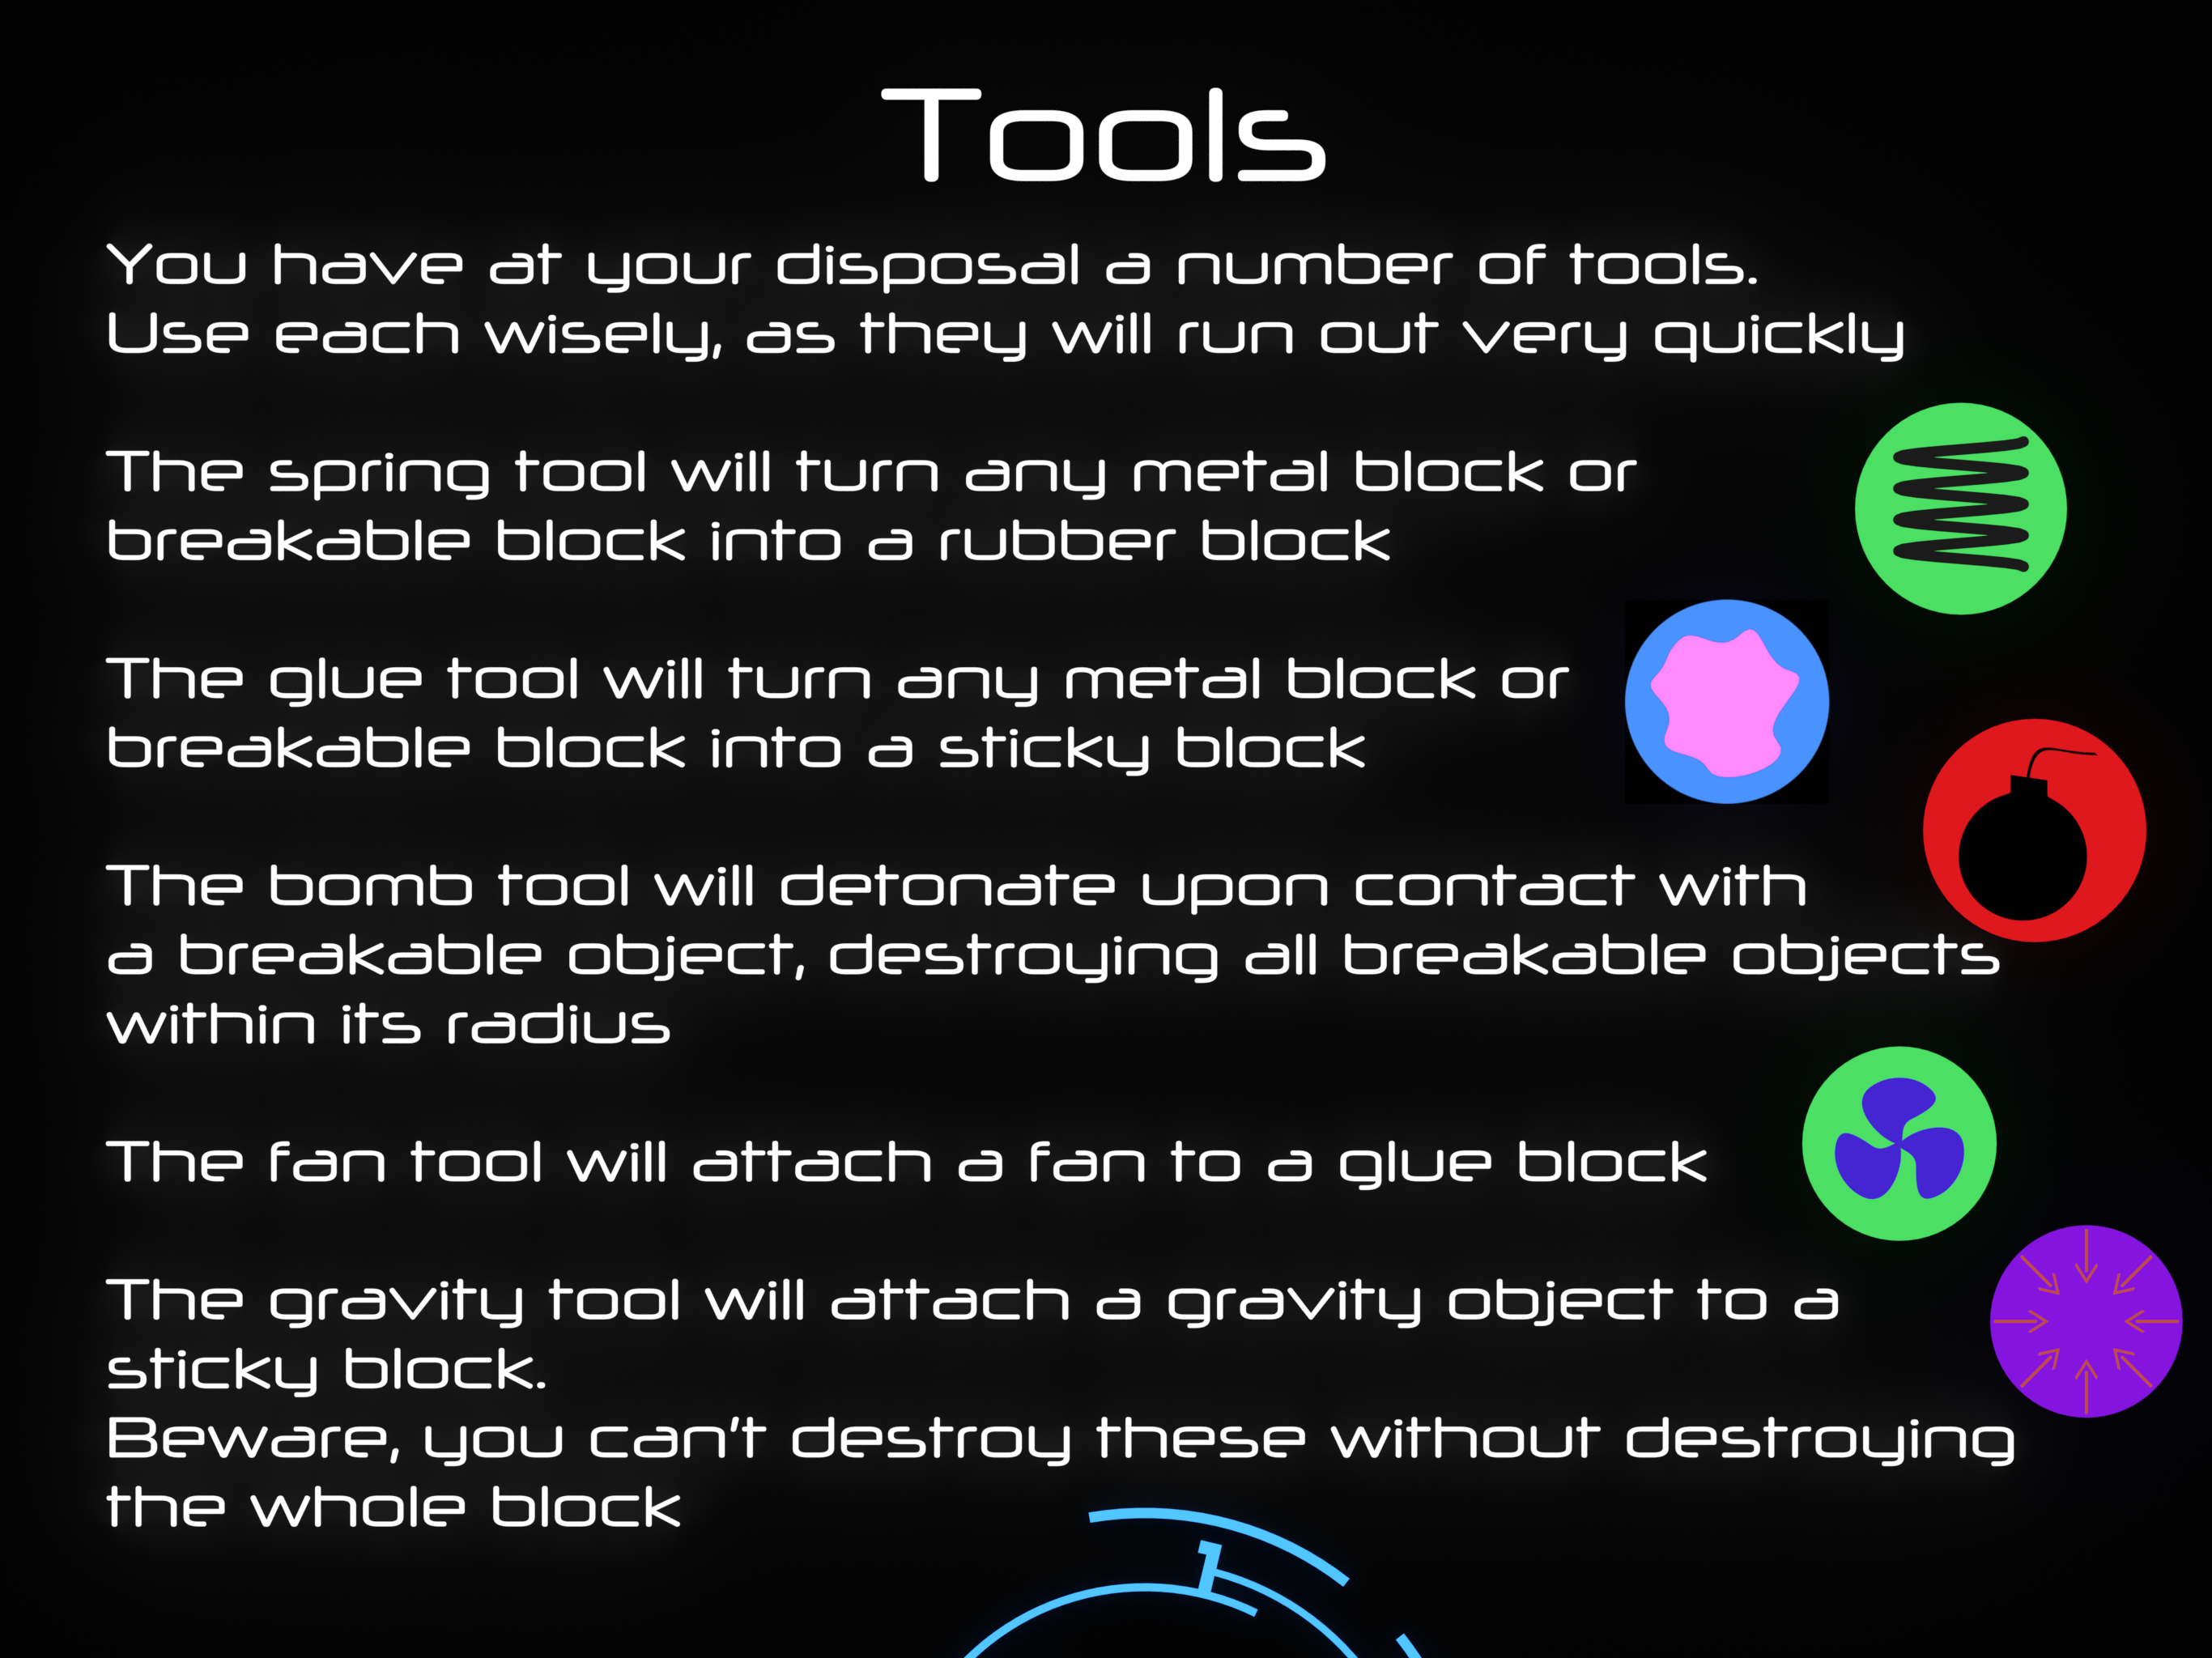 Tools
You have at your disposal a number of tools.
Use each wisely, as they will run out very quickly
The spring tool will turn any metal block or
breakable block into a rubber block
The glue tool will turn any metal block or
breakable block into a sticky block
The bomb tool will detonate upon contact with
a breakable object, destroying all breakable objects
within its radius
The fan tool will attach a fan to a glue block
The gravity tool will attach a gravity object to a
sticky block.
Beware, you can't destroy these without destroying
the whole block